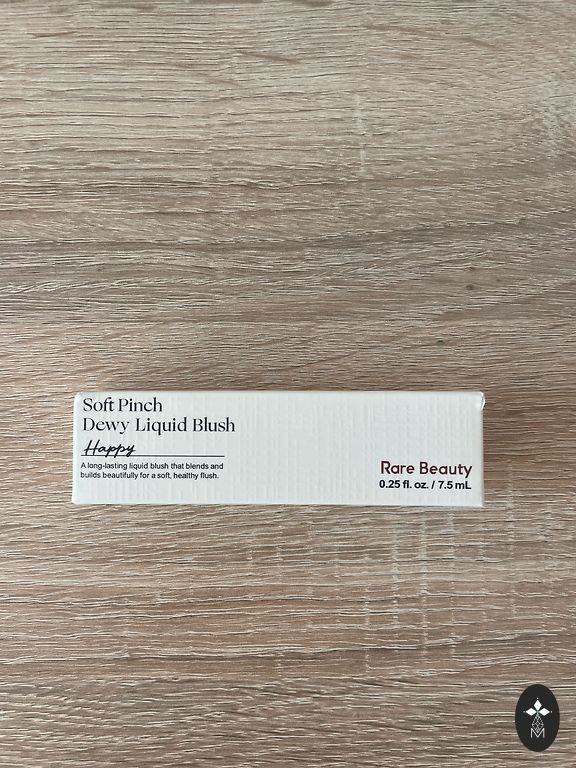 Soft Pinch
Dewy Liquid Blush
Happy
A long-lasting liquid blush that blends and
builds beautifully for a soft, healthy flush.
Rare Beauty
0.25 fl. oz. / 7.5 mL
M